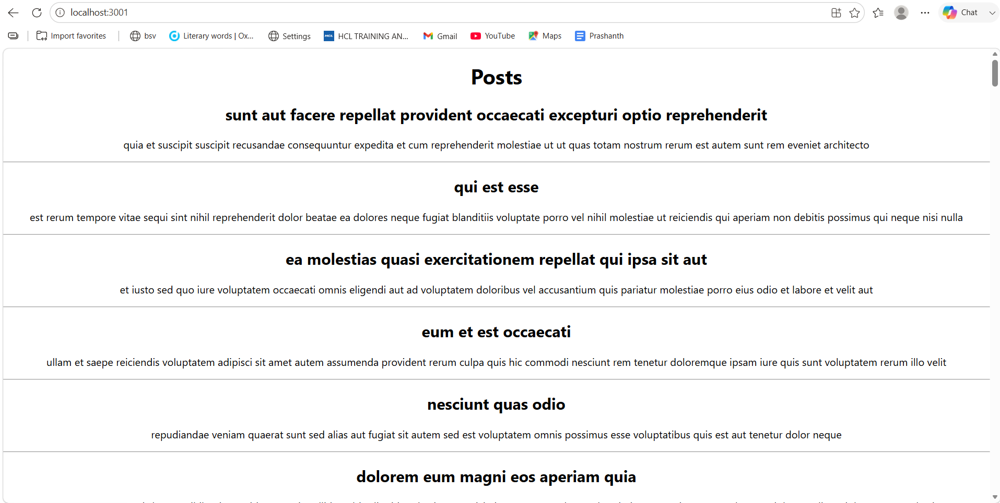 localhost:3001
Chat
Import favorites
bsv
Literary words | Ox...
Settings
HCL
HCL TRAINING AN...
Gmail
YouTube
Maps
Prashanth
Posts
sunt aut facere repellat provident occaecati excepturi optio reprehenderit
quia et suscipit suscipit recusandae consequuntur expedita et cum reprehenderit molestiae ut ut quas totam nostrum rerum est autem sunt rem eveniet architecto
qui est esse
est rerum tempore vitae sequi sint nihil reprehenderit dolor beatae ea dolores neque fugiat blanditiis voluptate porro vel nihil molestiae ut reiciendis qui aperiam non debitis possimus qui neque nisi nulla
ea molestias quasi exercitationem repellat qui ipsa sit aut
et iusto sed quo iure voluptatem occaecati omnis eligendi aut ad voluptatem doloribus vel accusantium quis pariatur molestiae porro eius odio et labore et velit aut
eum et est occaecati
ullam et saepe reiciendis voluptatem adipisci sit amet autem assumenda provident rerum culpa quis hic commodi nesciunt rem tenetur doloremque ipsam iure quis sunt voluptatem rerum illo velit
nesciunt quas odio
repudiandae veniam quaerat sunt sed alias aut fugiat sit autem sed est voluptatem omnis possimus esse voluptatibus quis est aut tenetur dolor neque
dolorem eum magni eos aperiam quia